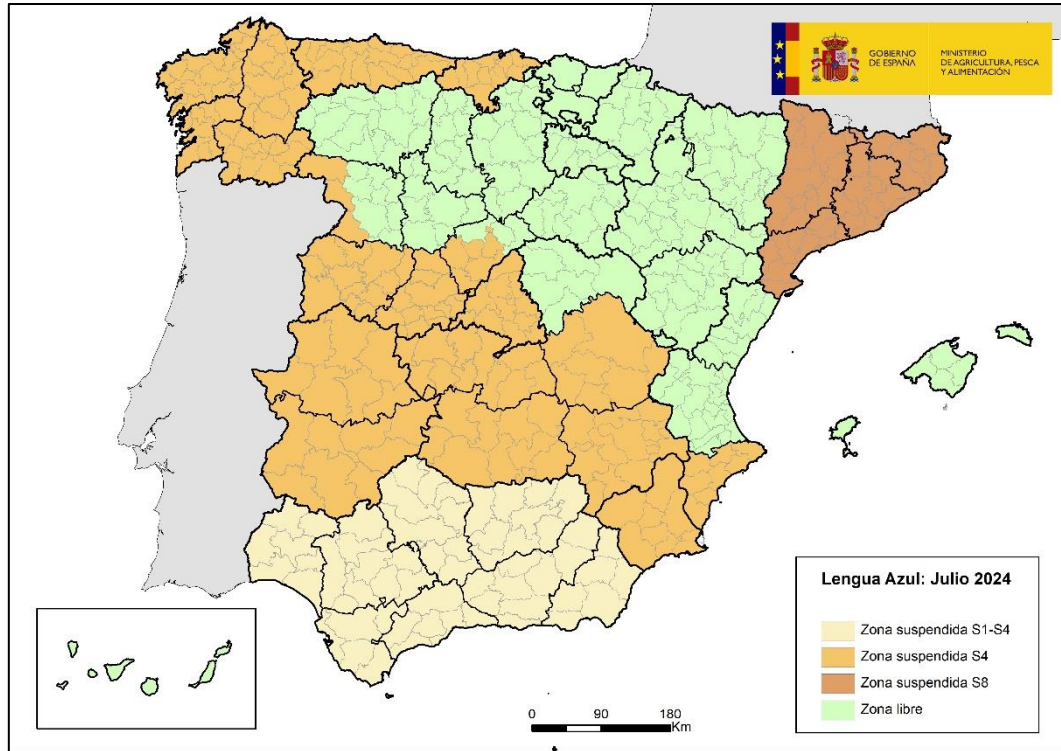 GOBIERNO
DE ESPAÑA
MINISTERIO
DE AGRICULTURA, PESCA
Y ALIMENTACIÓN
Lengua Azul: Julio 2024
Zona suspendida S1-S4
Zona suspendida S4
Zona suspendida S8
Zona libre
0 90 180
Km